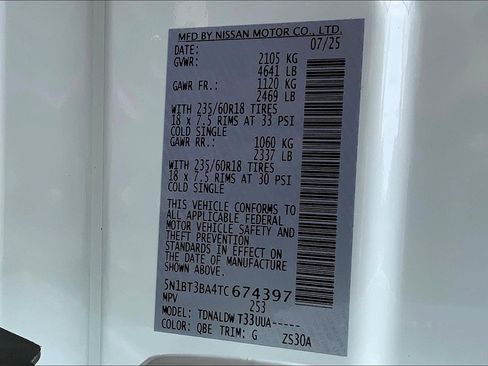 MFD BY NISSAN MOTOR CO., LTD.
DATE: 07/25
GVWR: 2105 KG
4641 LB
GAWR FR.: 1120 KG
2469 LB
WITH 235/60R18 TIRES
18 x 7.5 RIMS AT 33 PSI
COLD SINGLE
GAWR RR.: 1060 KG
2337 LB
WITH 235/60R18 TIRES
18 x 7.5 RIMS AT 30 PSI
COLD SINGLE
THIS VEHICLE CONFORMS TO
ALL APPLICABLE FEDERAL
MOTOR VEHICLE SAFETY AND
THEFT PREVENTION
STANDARDS IN EFFECT ON
THE DATE OF MANUFACTURE
SHOWN ABOVE.
5N1BT3BA4TC674397
MPV 253
MODEL: TDNALDW T33UUA-----
COLOR: QBE TRIM: G ZS30A